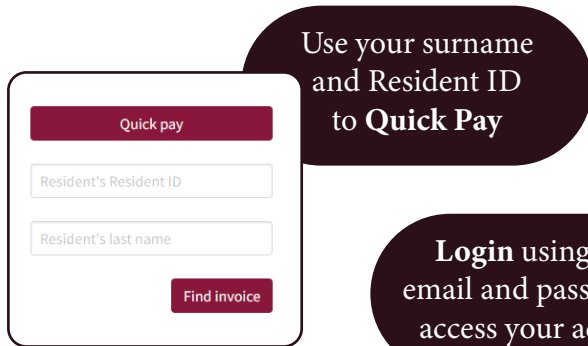 Use your surname
and Resident ID
to Quick Pay
Quick pay
Resident's Resident ID
Resident's last name
Find invoice
Login using
email and
access your